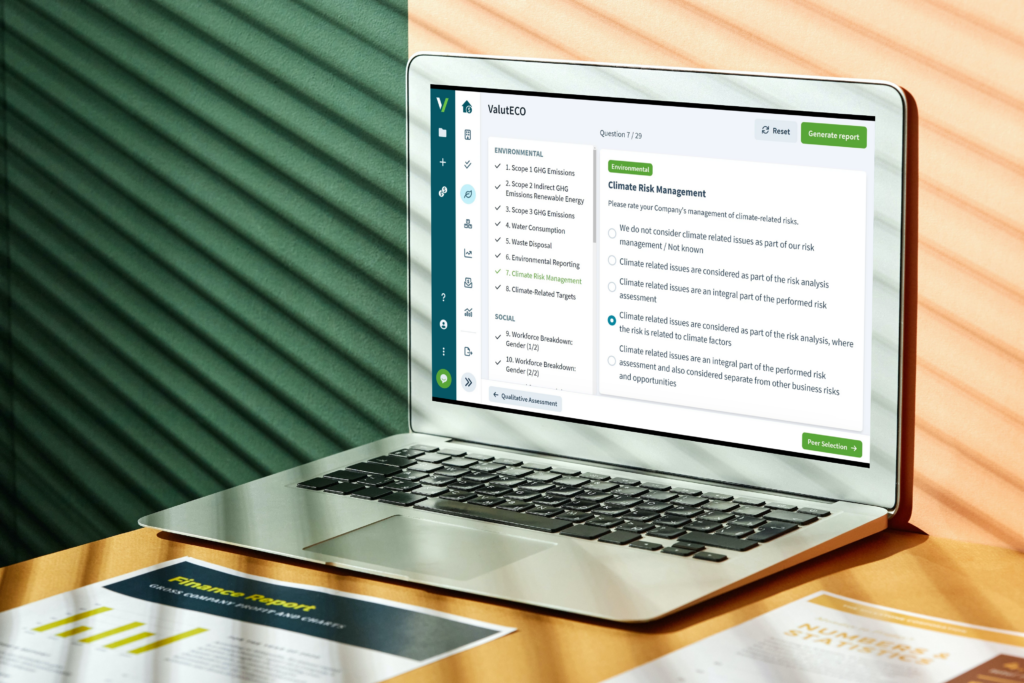 ValutECO
Question 7 / 29
Reset
Generate report
ENVIRONMENTAL
1. Scope 1 GHG Emissions
2. Scope 2 Indirect GHG
Emissions Renewable Energy
3. Scope 3 GHG Emissions
4. Water Consumption
5. Waste Disposal
6. Environmental Reporting
7. Climate Risk Management
8. Climate-Related Targets
SOCIAL
9. Workforce Breakdown:
Gender (1/2)
10. Workforce Breakdown:
Gender (2/2)
Environmental
Climate Risk Management
Please rate your Company's management of climate-related risks.
We do not consider climate related issues as part of our risk
management / Not known
Climate related issues are considered as part of the risk analysis
Climate related issues are an integral part of the performed risk
assessment
Climate related issues are considered as part of the risk analysis, where
the risk is related to climate factors
Climate related issues are an integral part of the performed risk
assessment and also considered separate from other business risks
and opportunities
← Qualitative Assessment
Peer Selection →
Finance Report
GROSS COMPANY PROFIT AND CHARTS
NUMBERS &
STATISTICS